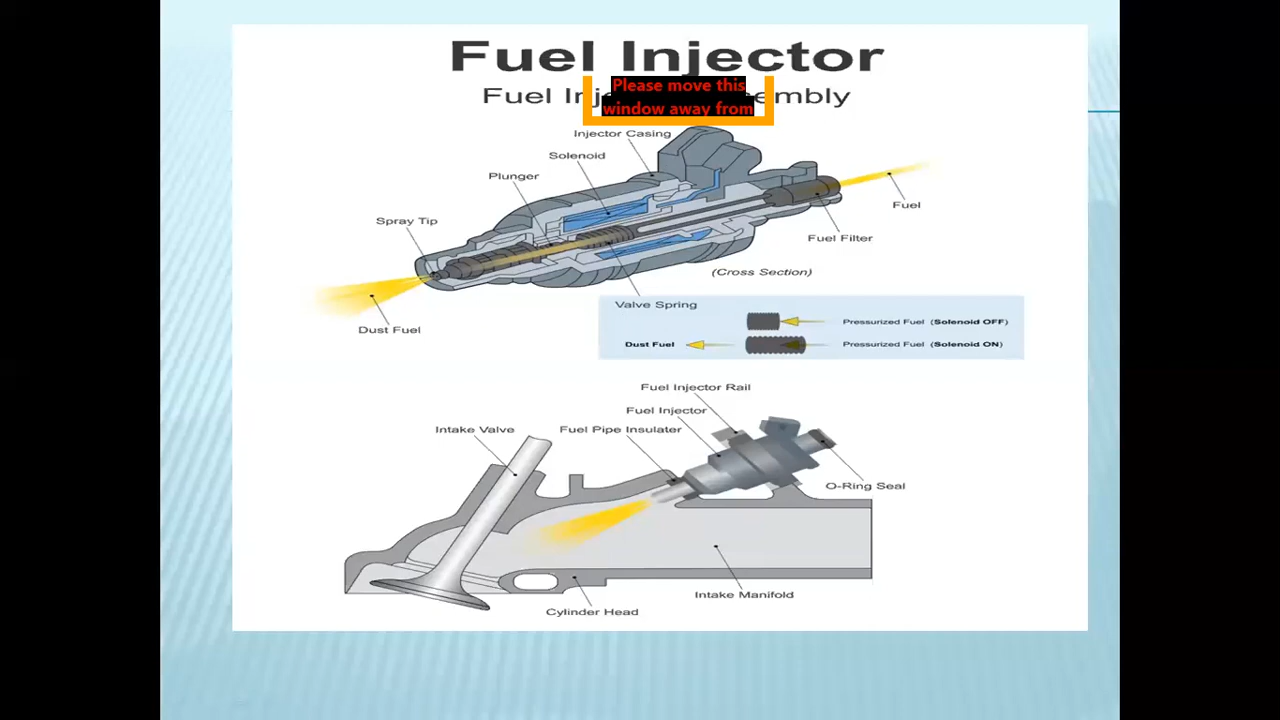 Fuel Injector
Fuel Inj embly
Please move this
window away from
Injector Casing
Solenoid
Plunger
Spray Tip
Fuel
Fuel Filter
(Cross Section)
Dust Fuel
Valve Spring
Pressurized Fuel (Solenoid OFF)
Dust Fuel
Pressurized Fuel (Solenoid ON)
Fuel Injector Rail
Fuel Injector
Intake Valve
Fuel Pipe Insulater
O-Ring Seal
Intake Manifold
Cylinder Head